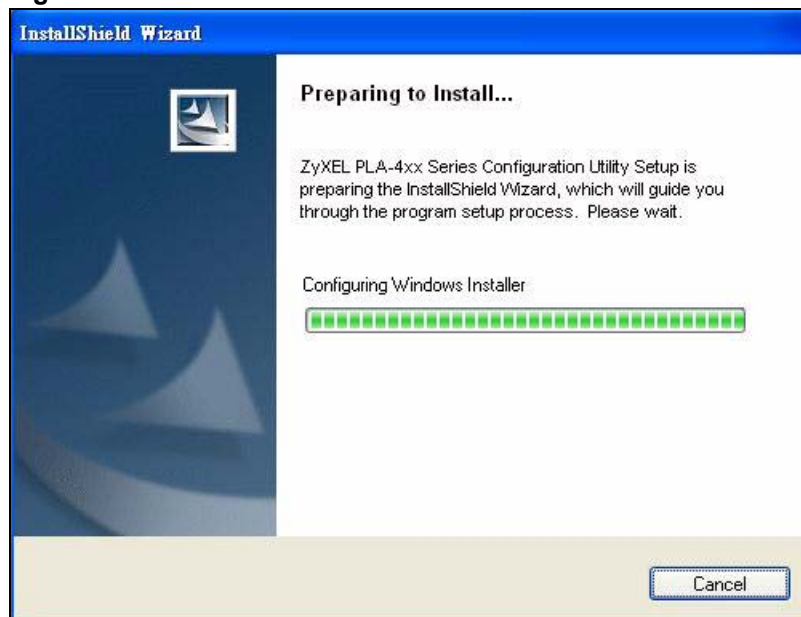 InstallShield Wizard
Preparing to Install...
ZyXEL PLA-4xx Series Configuration Utility Setup is
preparing the InstallShield Wizard, which will guide you
through the program setup process. Please wait.
Configuring Windows Installer
Cancel